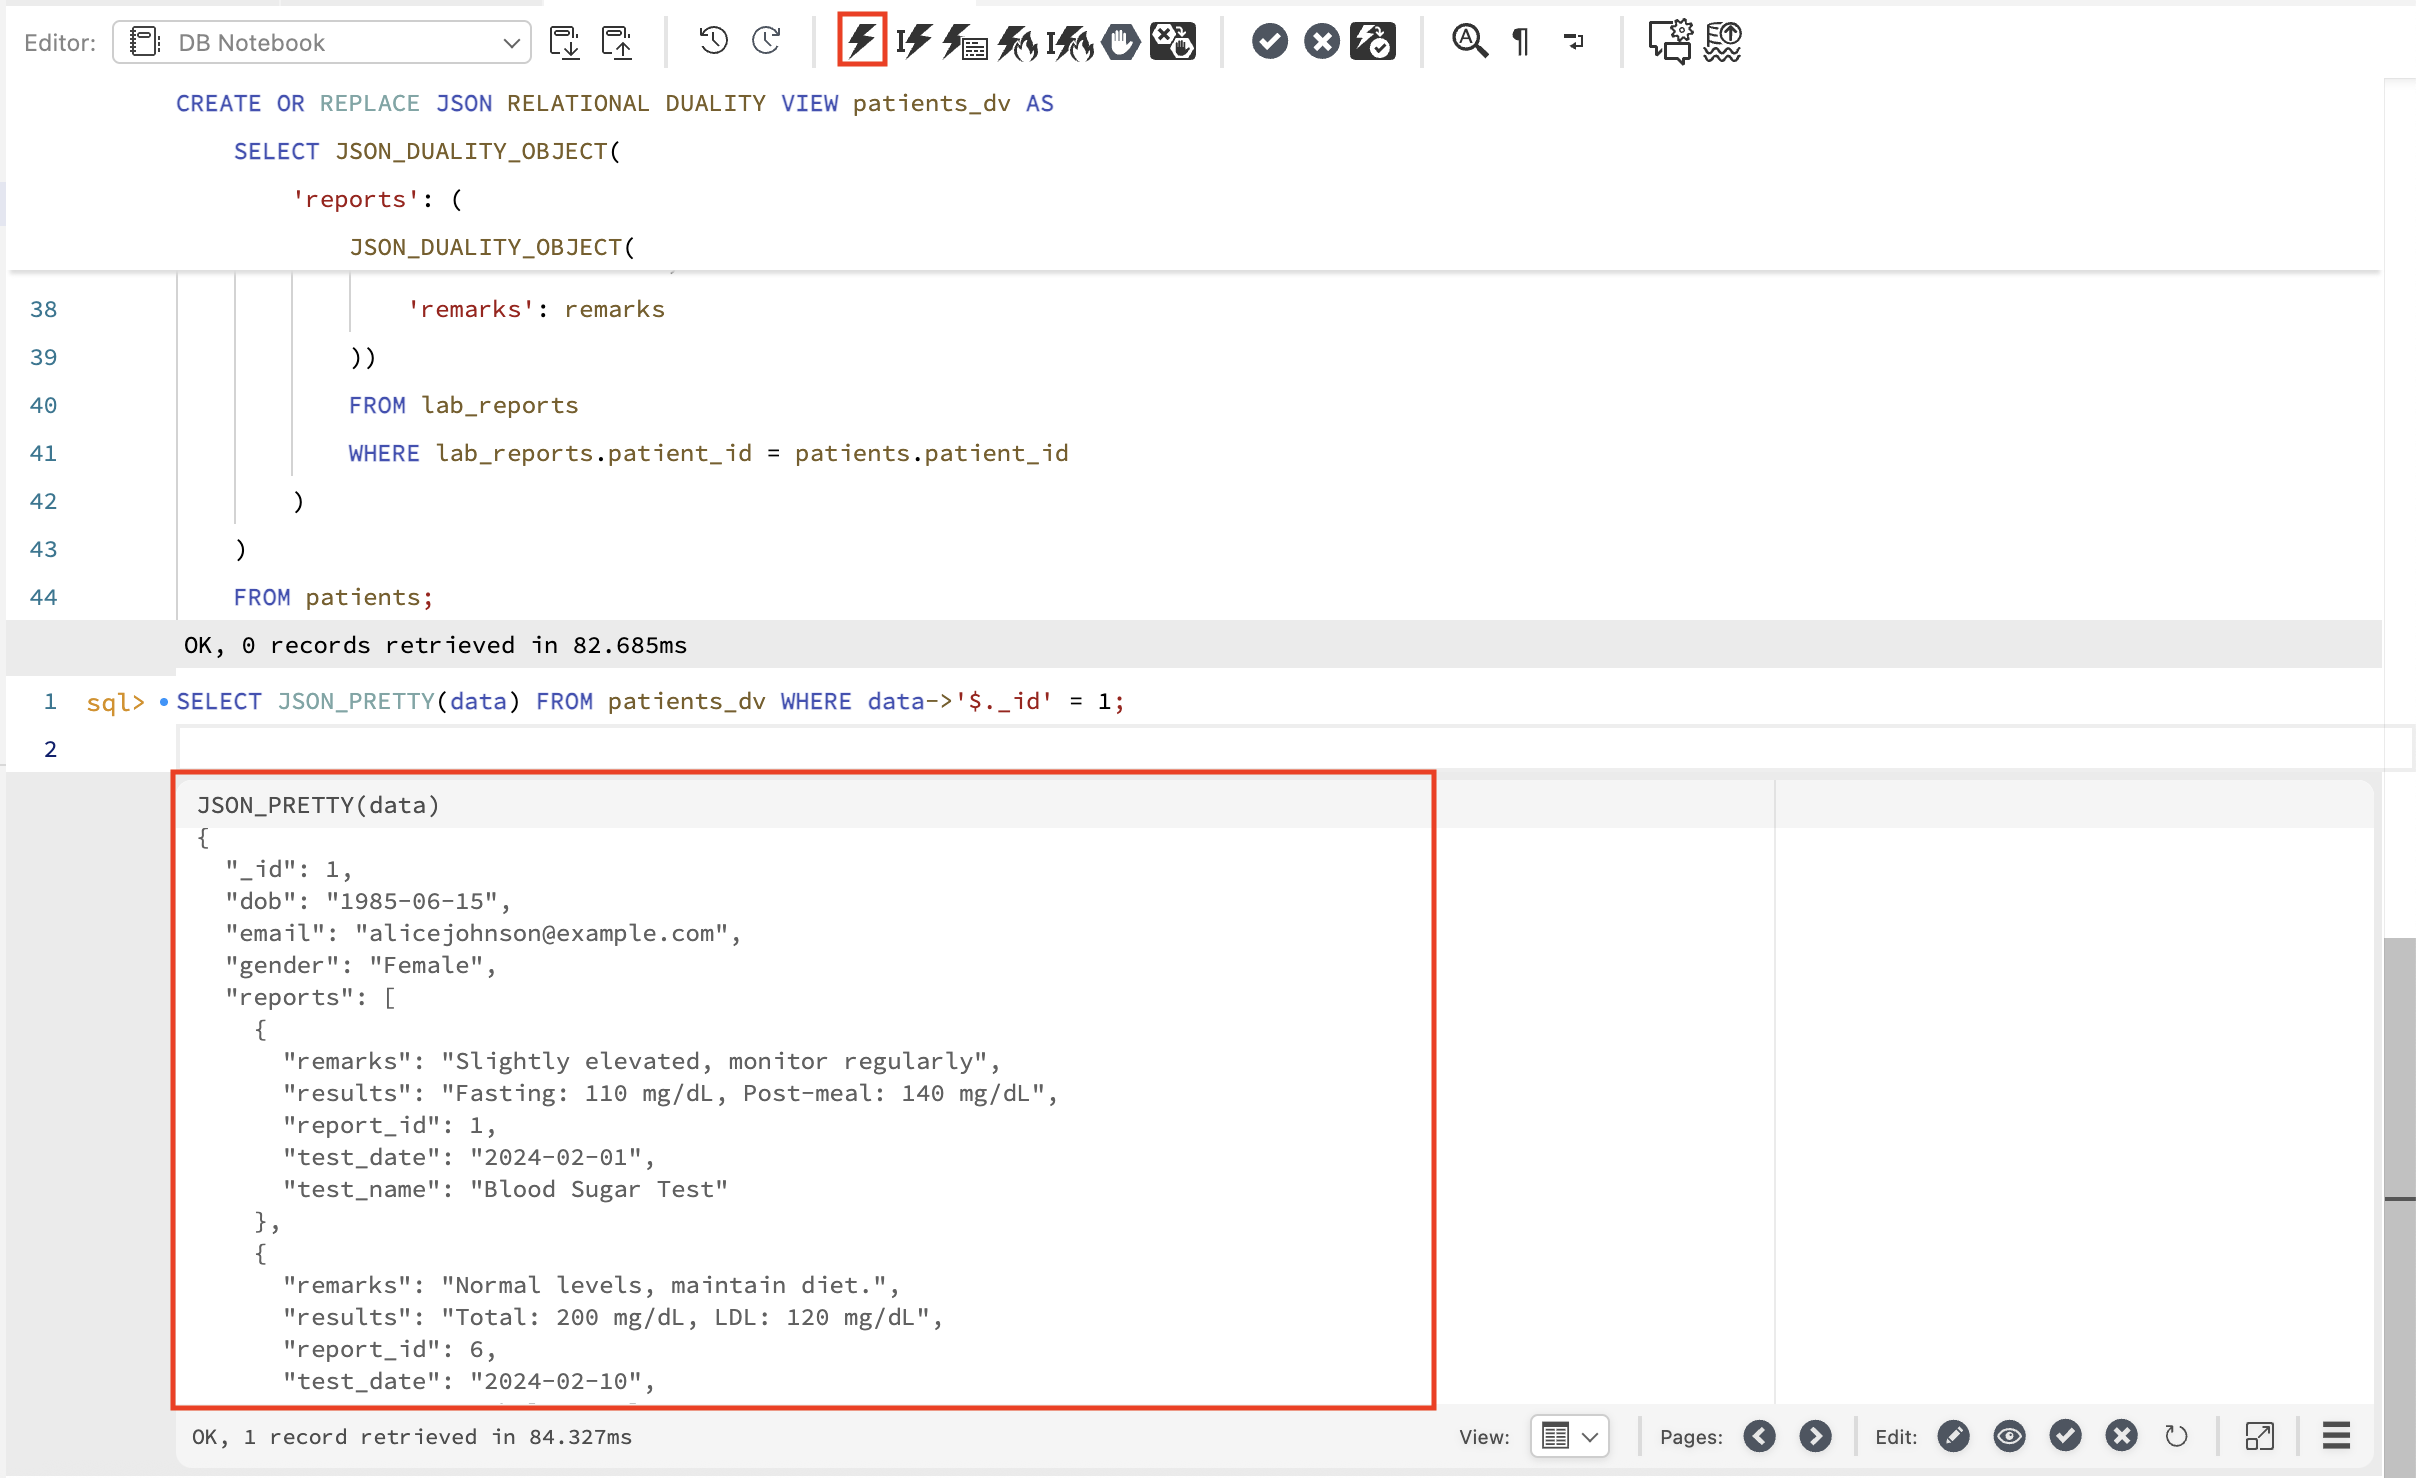 Editor: DB Notebook
CREATE OR REPLACE JSON RELATIONAL DUALITY VIEW patients_dv AS
SELECT JSON_DUALITY_OBJECT(
'reports': (
JSON_DUALITY_OBJECT(
38 'remarks': remarks
39 ))
40 FROM lab_reports
41 WHERE lab_reports.patient_id = patients.patient_id
42 )
43 )
44 FROM patients;
OK, 0 records retrieved in 82.685ms
1 sql> SELECT JSON_PRETTY(data) FROM patients_dv WHERE data->'$._id' = 1;
2
JSON_PRETTY(data)
{
"_id": 1,
"dob": "1985-06-15",
"email": "alicejohnson@example.com",
"gender": "Female",
"reports": [
{
"remarks": "Slightly elevated, monitor regularly",
"results": "Fasting: 110 mg/dL, Post-meal: 140 mg/dL",
"report_id": 1,
"test_date": "2024-02-01",
"test_name": "Blood Sugar Test"
},
{
"remarks": "Normal levels, maintain diet.",
"results": "Total: 200 mg/dL, LDL: 120 mg/dL",
"report_id": 6,
"test_date": "2024-02-10",
OK, 1 record retrieved in 84.327ms
View: Pages: Edit: